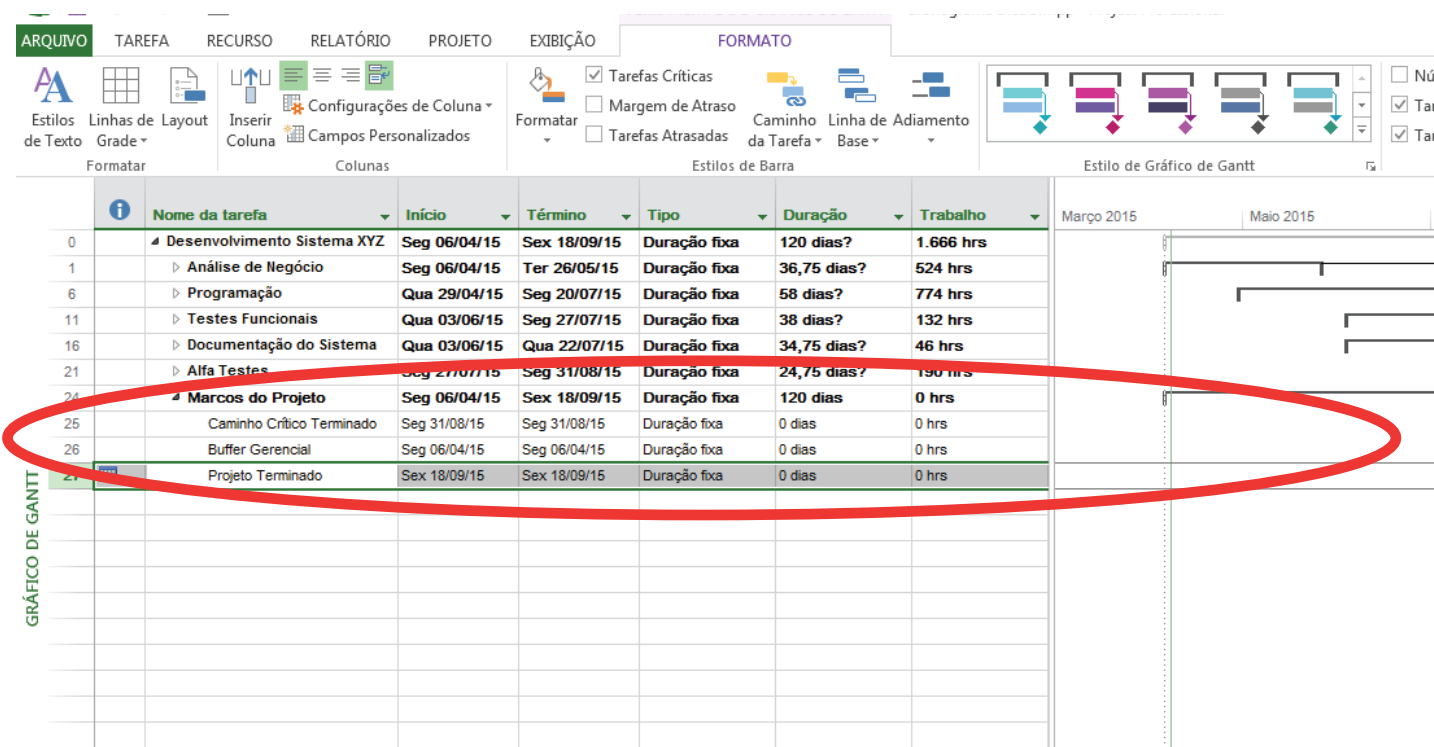 ARQUIVO TAREFA RECURSO RELATÓRIO PROJETO EXIBIÇÃO FORMATO
Estilos de Texto
Linhas de Grade
Layout
Formatar
Inserir Coluna
Configurações de Coluna
Campos Personalizados
Colunas
Formatar
Tarefas Críticas
Margem de Atraso
Tarefas Atrasadas
Caminho da Tarefa
Linha de Base
Adiamento
Estilos de Barra
Estilo de Gráfico de Gantt
Nome da tarefa Início Término Tipo Duração Trabalho Março 2015 Maio 2015
0 Desenvolvimento Sistema XYZ Seg 06/04/15 Sex 18/09/15 Duração fixa 120 dias? 1.666 hrs
1 Análise de Negócio Seg 06/04/15 Ter 26/05/15 Duração fixa 36,75 dias? 524 hrs
6 Programação Qua 29/04/15 Seg 20/07/15 Duração fixa 58 dias? 774 hrs
11 Testes Funcionais Qua 03/06/15 Seg 27/07/15 Duração fixa 38 dias? 132 hrs
16 Documentação do Sistema Qua 03/06/15 Qua 22/07/15 Duração fixa 34,75 dias? 46 hrs
21 Alfa Testes Seg 27/07/15 Seg 31/08/15 Duração fixa 24,75 dias? 190 hrs
24 Marcos do Projeto Seg 06/04/15 Sex 18/09/15 Duração fixa 120 dias 0 hrs
25 Caminho Crítico Terminado Seg 31/08/15 Seg 31/08/15 Duração fixa 0 dias 0 hrs
26 Buffer Gerencial Seg 06/04/15 Seg 06/04/15 Duração fixa 0 dias 0 hrs
27 Projeto Terminado Sex 18/09/15 Sex 18/09/15 Duração fixa 0 dias 0 hrs
GRÁFICO DE GANTT